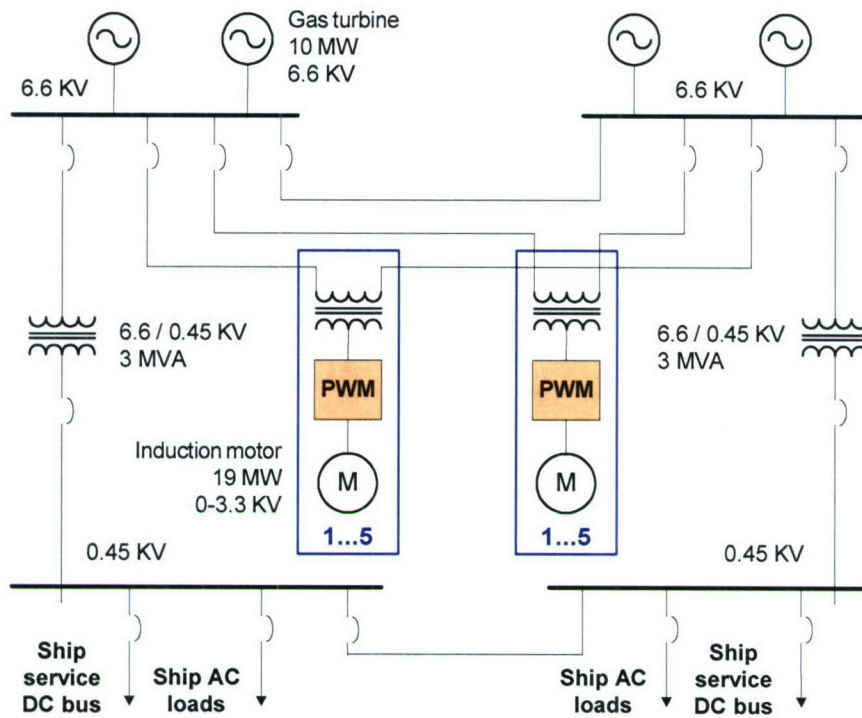 Gas turbine
10 MW
6.6 KV
6.6 KV
6.6 KV
6.6 / 0.45 KV
3 MVA
6.6 / 0.45 KV
3 MVA
PWM
PWM
Induction motor
19 MW
0-3.3 KV
M
M
1...5
1...5
0.45 KV
0.45 KV
Ship
service
DC bus
Ship AC
loads
Ship AC
loads
Ship
service
DC bus